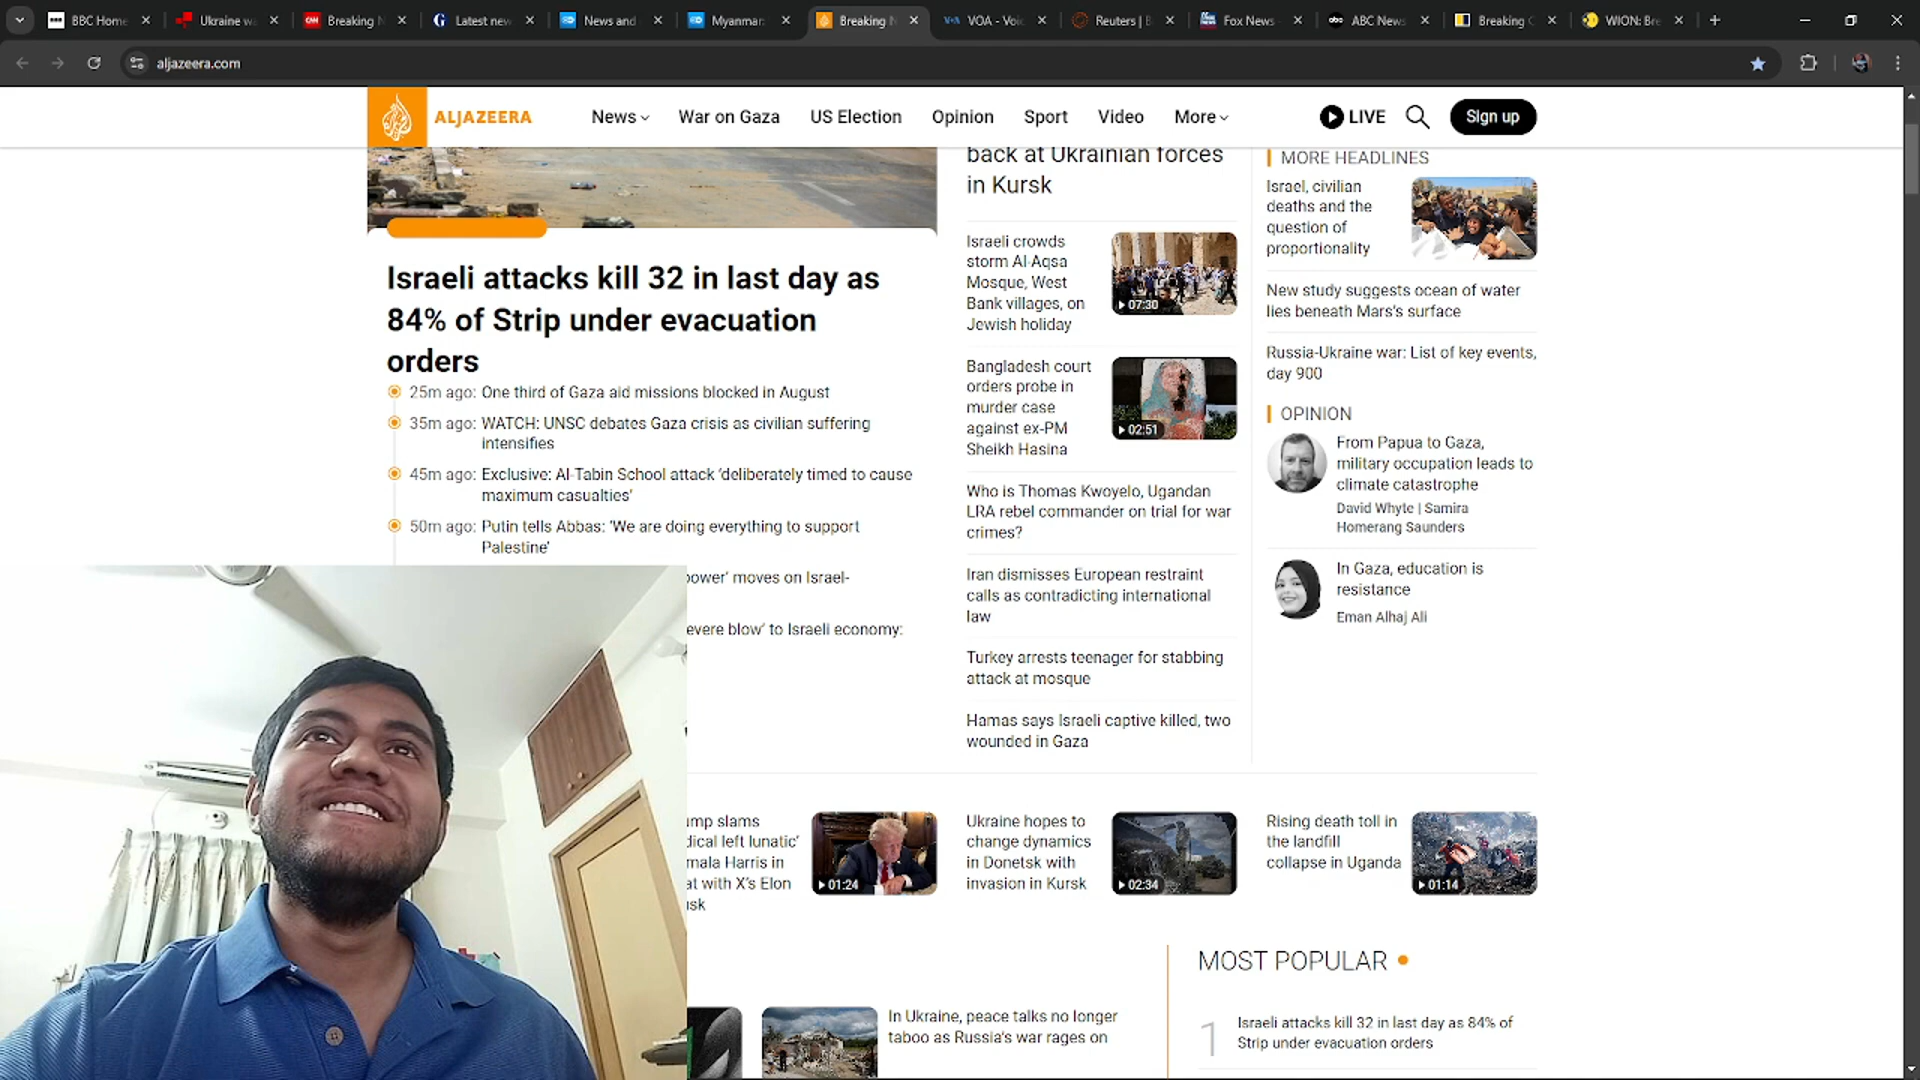 BBC Home
Ukraine wa
Breaking N
Latest new
News and
Myanmar:
Breaking N
VOA - Voic
Reuters | B
Fox News
ABC News
Breaking
WION: Bre
aljazeera.com
ALJAZEERA
News
War on Gaza
US Election
Opinion
Sport
Video
More
LIVE
Sign up
Israeli attacks kill 32 in last day as
84% of Strip under evacuation
orders
25m ago: One third of Gaza aid missions blocked in August
35m ago: WATCH: UNSC debates Gaza crisis as civilian suffering
intensifies
45m ago: Exclusive: Al-Tabin School attack ‘deliberately timed to cause
maximum casualties’
50m ago: Putin tells Abbas: ‘We are doing everything to support
Palestine’
power’ moves on Israel-
evere blow’ to Israeli economy:
back at Ukrainian forces
in Kursk
Israeli crowds
storm Al-Aqsa
Mosque, West
Bank villages, on
Jewish holiday
07:30
Bangladesh court
orders probe in
murder case
against ex-PM
Sheikh Hasina
02:51
Who is Thomas Kwoyelo, Ugandan
LRA rebel commander on trial for war
crimes?
Iran dismisses European restraint
calls as contradicting international
law
Turkey arrests teenager for stabbing
attack at mosque
Hamas says Israeli captive killed, two
wounded in Gaza
MORE HEADLINES
Israel, civilian
deaths and the
question of
proportionality
New study suggests ocean of water
lies beneath Mars’s surface
Russia-Ukraine war: List of key events,
day 900
OPINION
From Papua to Gaza,
military occupation leads to
climate catastrophe
David Whyte | Samira
Homerang Saunders
In Gaza, education is
resistance
Eman Alhaj Ali
ump slams
dical left lunatic’
mala Harris in
at with X’s Elon
usk
01:24
Ukraine hopes to
change dynamics
in Donetsk with
invasion in Kursk
02:34
Rising death toll in
the landfill
collapse in Uganda
01:14
In Ukraine, peace talks no longer
taboo as Russia’s war rages on
MOST POPULAR
1
Israeli attacks kill 32 in last day as 84% of
Strip under evacuation orders